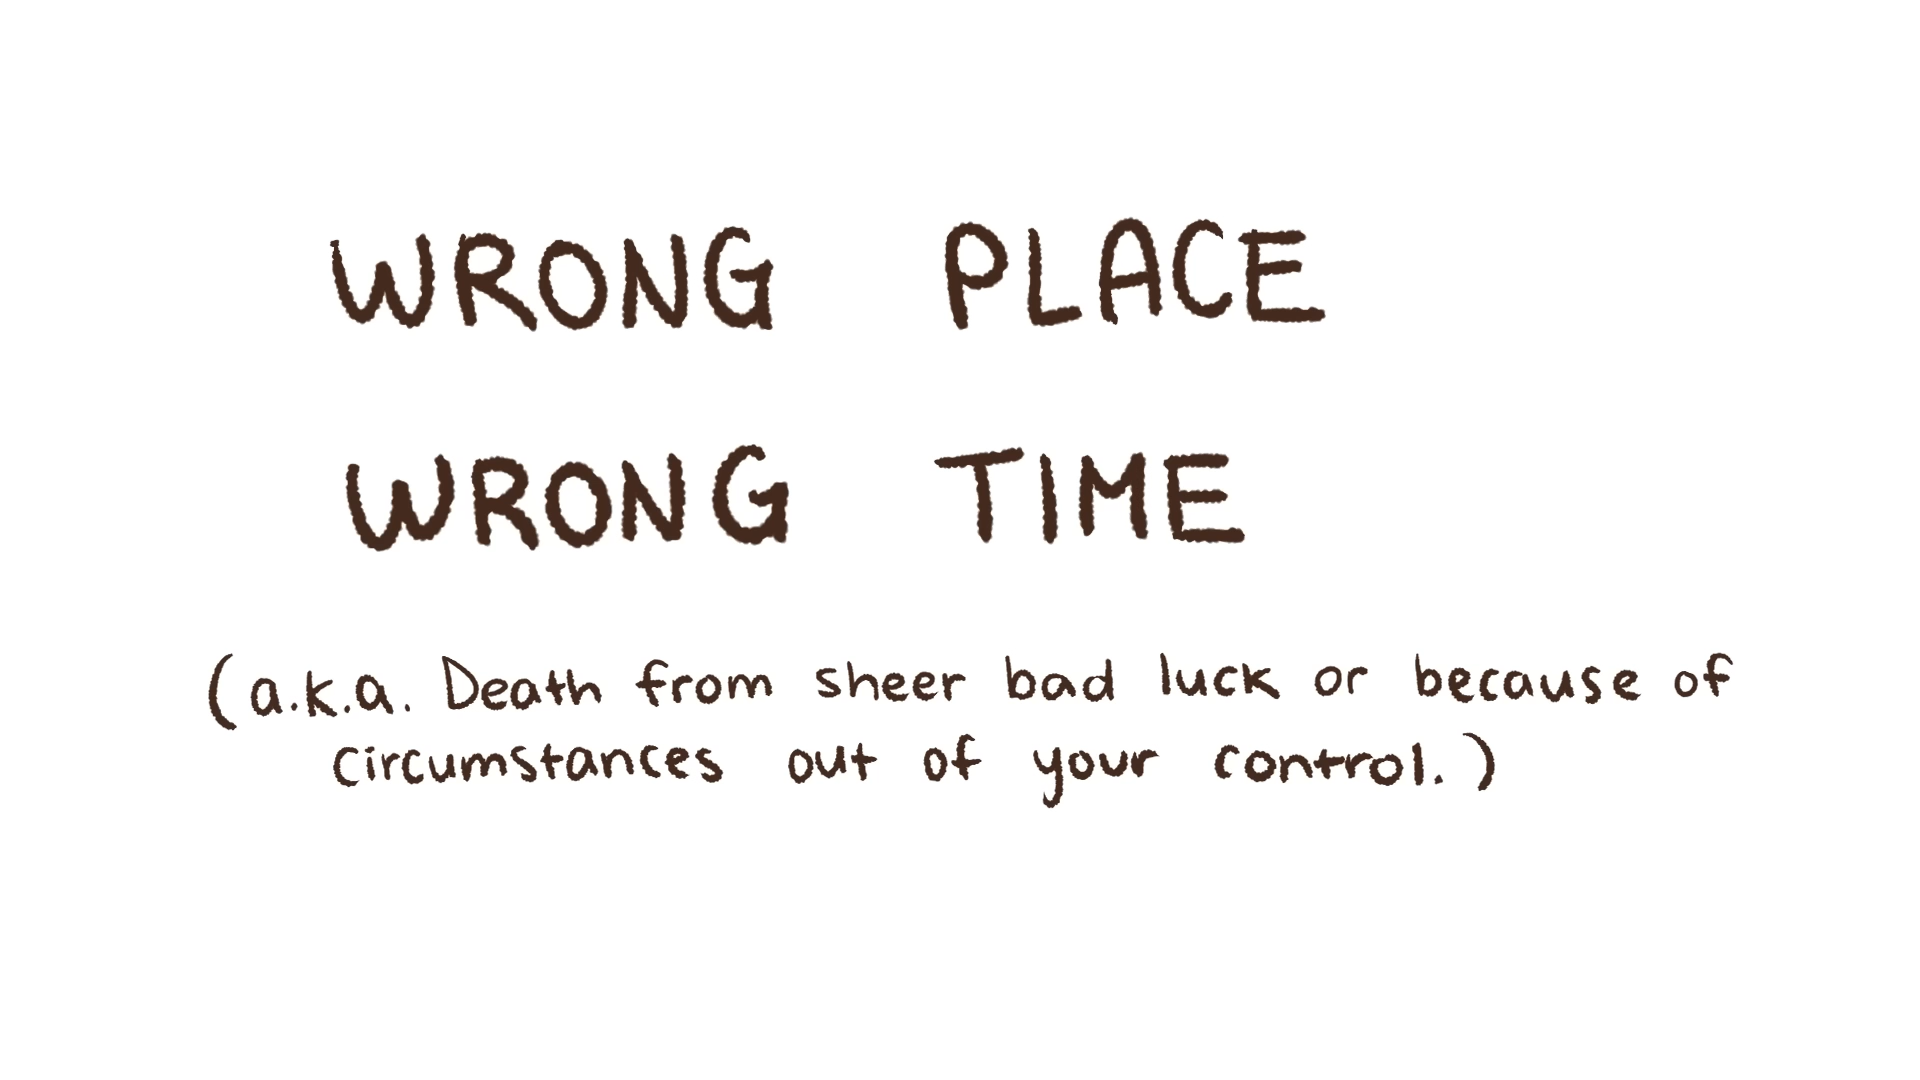 WRONG PLACE
WRONG TIME
(a.k.a. Death from sheer bad luck or because of
circumstances out of your control.)